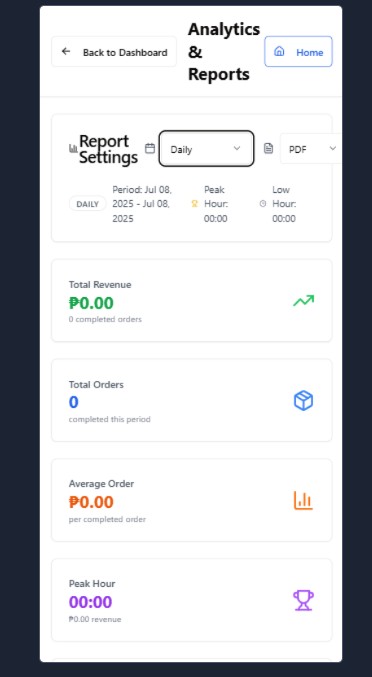 Back to Dashboard
Analytics
&
Reports
Home
Report
Settings
Daily
PDF
DAILY
Period: Jul 08,
2025 - Jul 08,
2025
Peak
Hour:
00:00
Low
Hour:
00:00
Total Revenue
₱0.00
0 completed orders
Total Orders
0
completed this period
Average Order
₱0.00
per completed order
Peak Hour
00:00
₱0.00 revenue